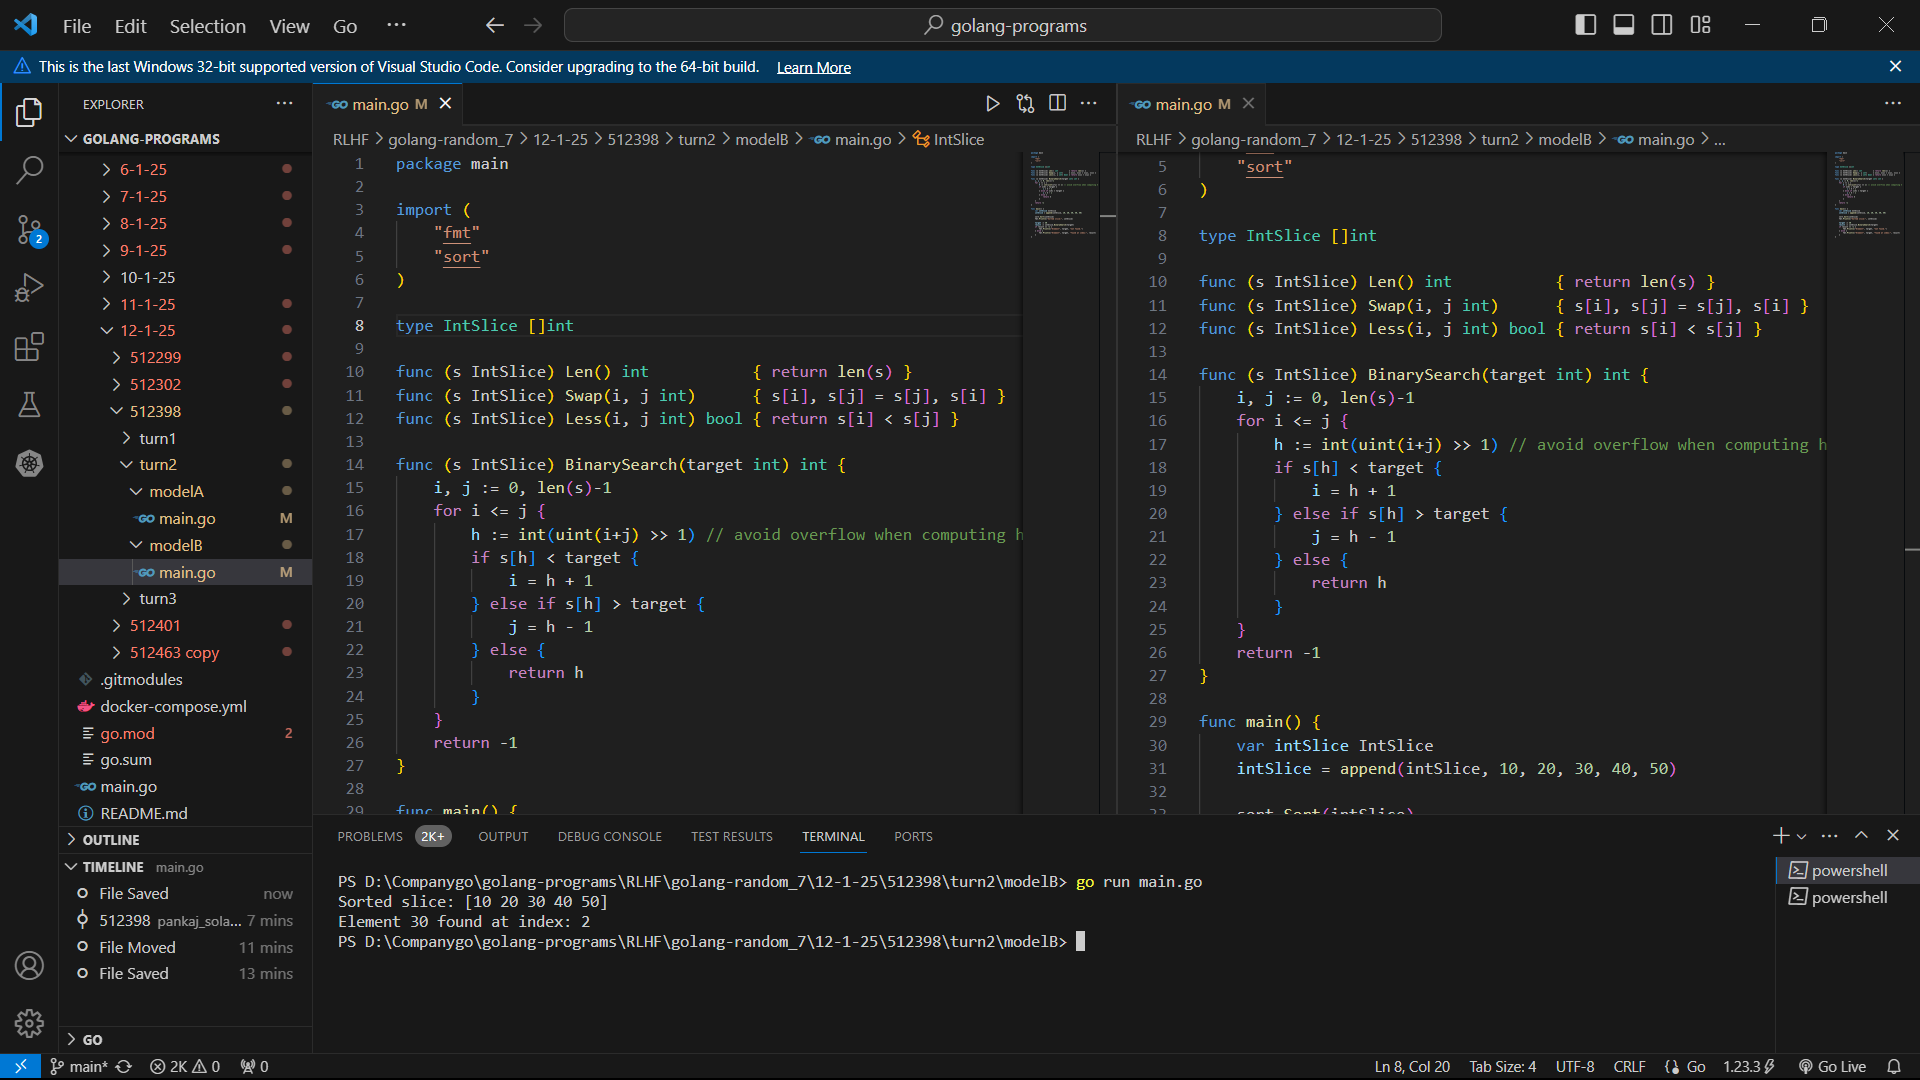 File Edit Selection View Go ···
golang-programs
This is the last Windows 32-bit supported version of Visual Studio Code. Consider upgrading to the 64-bit build. Learn More
EXPLORER
GOLANG-PROGRAMS
6-1-25
7-1-25
8-1-25
9-1-25
10-1-25
11-1-25
12-1-25
512299
512302
512398
turn1
turn2
modelA
main.go M
modelB
main.go M
turn3
512401
512463 copy
.gitmodules
docker-compose.yml
go.mod 2
go.sum
main.go
README.md
OUTLINE
TIMELINE main.go
File Saved now
512398 pankaj_sola... 7 mins
File Moved 11 mins
File Saved 13 mins
GO
2
main.go M
RLHF > golang-random_7 > 12-1-25 > 512398 > turn2 > modelB > main.go > IntSlice
1 package main
2
3 import (
4 "fmt"
5 "sort"
6 )
7
8 type IntSlice []int
9
10 func (s IntSlice) Len() int { return len(s) }
11 func (s IntSlice) Swap(i, j int) { s[i], s[j] = s[j], s[i] }
12 func (s IntSlice) Less(i, j int) bool { return s[i] < s[j] }
13
14 func (s IntSlice) BinarySearch(target int) int {
15 i, j := 0, len(s)-1
16 for i <= j {
17 h := int(uint(i+j) >> 1) // avoid overflow when computing h
18 if s[h] < target {
19 i = h + 1
20 } else if s[h] > target {
21 j = h - 1
22 } else {
23 return h
24 }
25 }
26 return -1
27 }
28
29 func main() {
main.go M
RLHF > golang-random_7 > 12-1-25 > 512398 > turn2 > modelB > main.go > ...
5 "sort"
6 )
7
8 type IntSlice []int
9
10 func (s IntSlice) Len() int { return len(s) }
11 func (s IntSlice) Swap(i, j int) { s[i], s[j] = s[j], s[i] }
12 func (s IntSlice) Less(i, j int) bool { return s[i] < s[j] }
13
14 func (s IntSlice) BinarySearch(target int) int {
15 i, j := 0, len(s)-1
16 for i <= j {
17 h := int(uint(i+j) >> 1) // avoid overflow when computing h
18 if s[h] < target {
19 i = h + 1
20 } else if s[h] > target {
21 j = h - 1
22 } else {
23 return h
24 }
25 }
26 return -1
27 }
28
29 func main() {
30 var intSlice IntSlice
31 intSlice = append(intSlice, 10, 20, 30, 40, 50)
32
33 sort.Sort(intSlice)
PROBLEMS 2K+ OUTPUT DEBUG CONSOLE TEST RESULTS TERMINAL PORTS
PS D:\Companygo\golang-programs\RLHF\golang-random_7\12-1-25\512398\turn2\modelB> go run main.go
Sorted slice: [10 20 30 40 50]
Element 30 found at index: 2
PS D:\Companygo\golang-programs\RLHF\golang-random_7\12-1-25\512398\turn2\modelB>
powershell
powershell
main* 2K 0 0
Ln 8, Col 20 Tab Size: 4 UTF-8 CRLF Go 1.23.3 Go Live